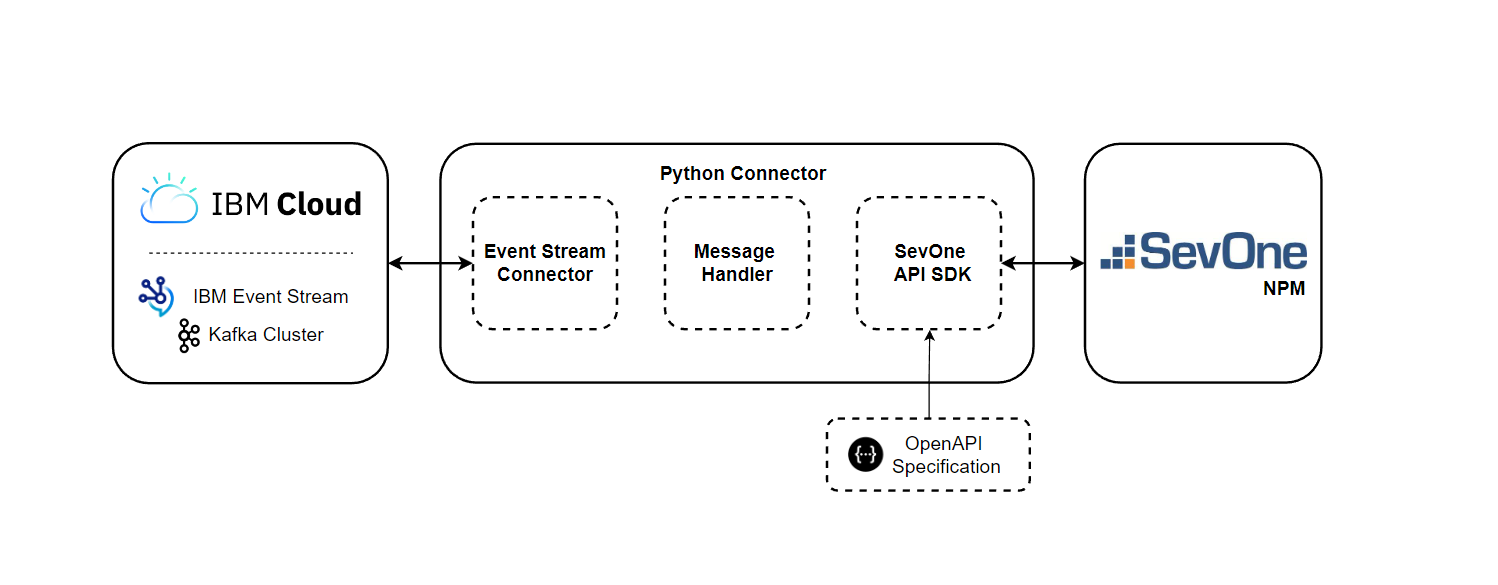 Python Connector
IBM Cloud
Event Stream
Connector
Message
Handler
SevOne
API SDK
SevOne
NPM
IBM Event Stream
Kafka Cluster
OpenAPI
Specification
{···}